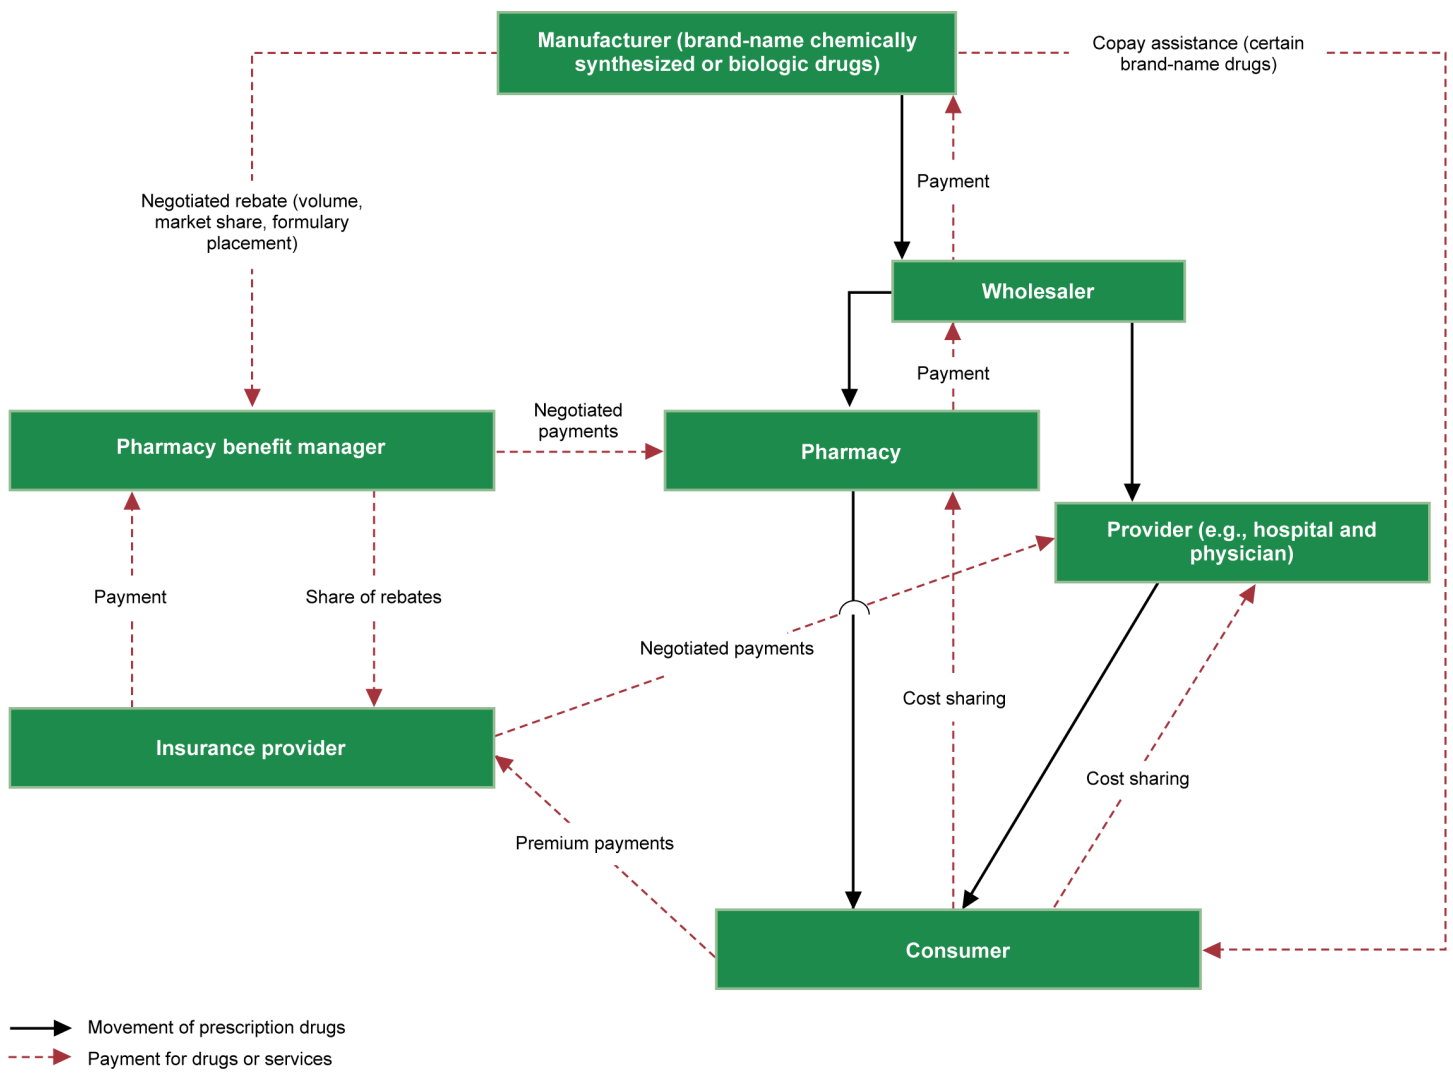 Manufacturer (brand-name chemically
synthesized or biologic drugs)
Copay assistance (certain
brand-name drugs)
Negotiated rebate (volume,
market share, formulary
placement)
Payment
Wholesaler
Payment
Pharmacy benefit manager
Negotiated
payments
Pharmacy
Provider (e.g., hospital and
physician)
Payment
Share of rebates
Negotiated payments
Cost sharing
Insurance provider
Cost sharing
Premium payments
Consumer
Movement of prescription drugs
Payment for drugs or services